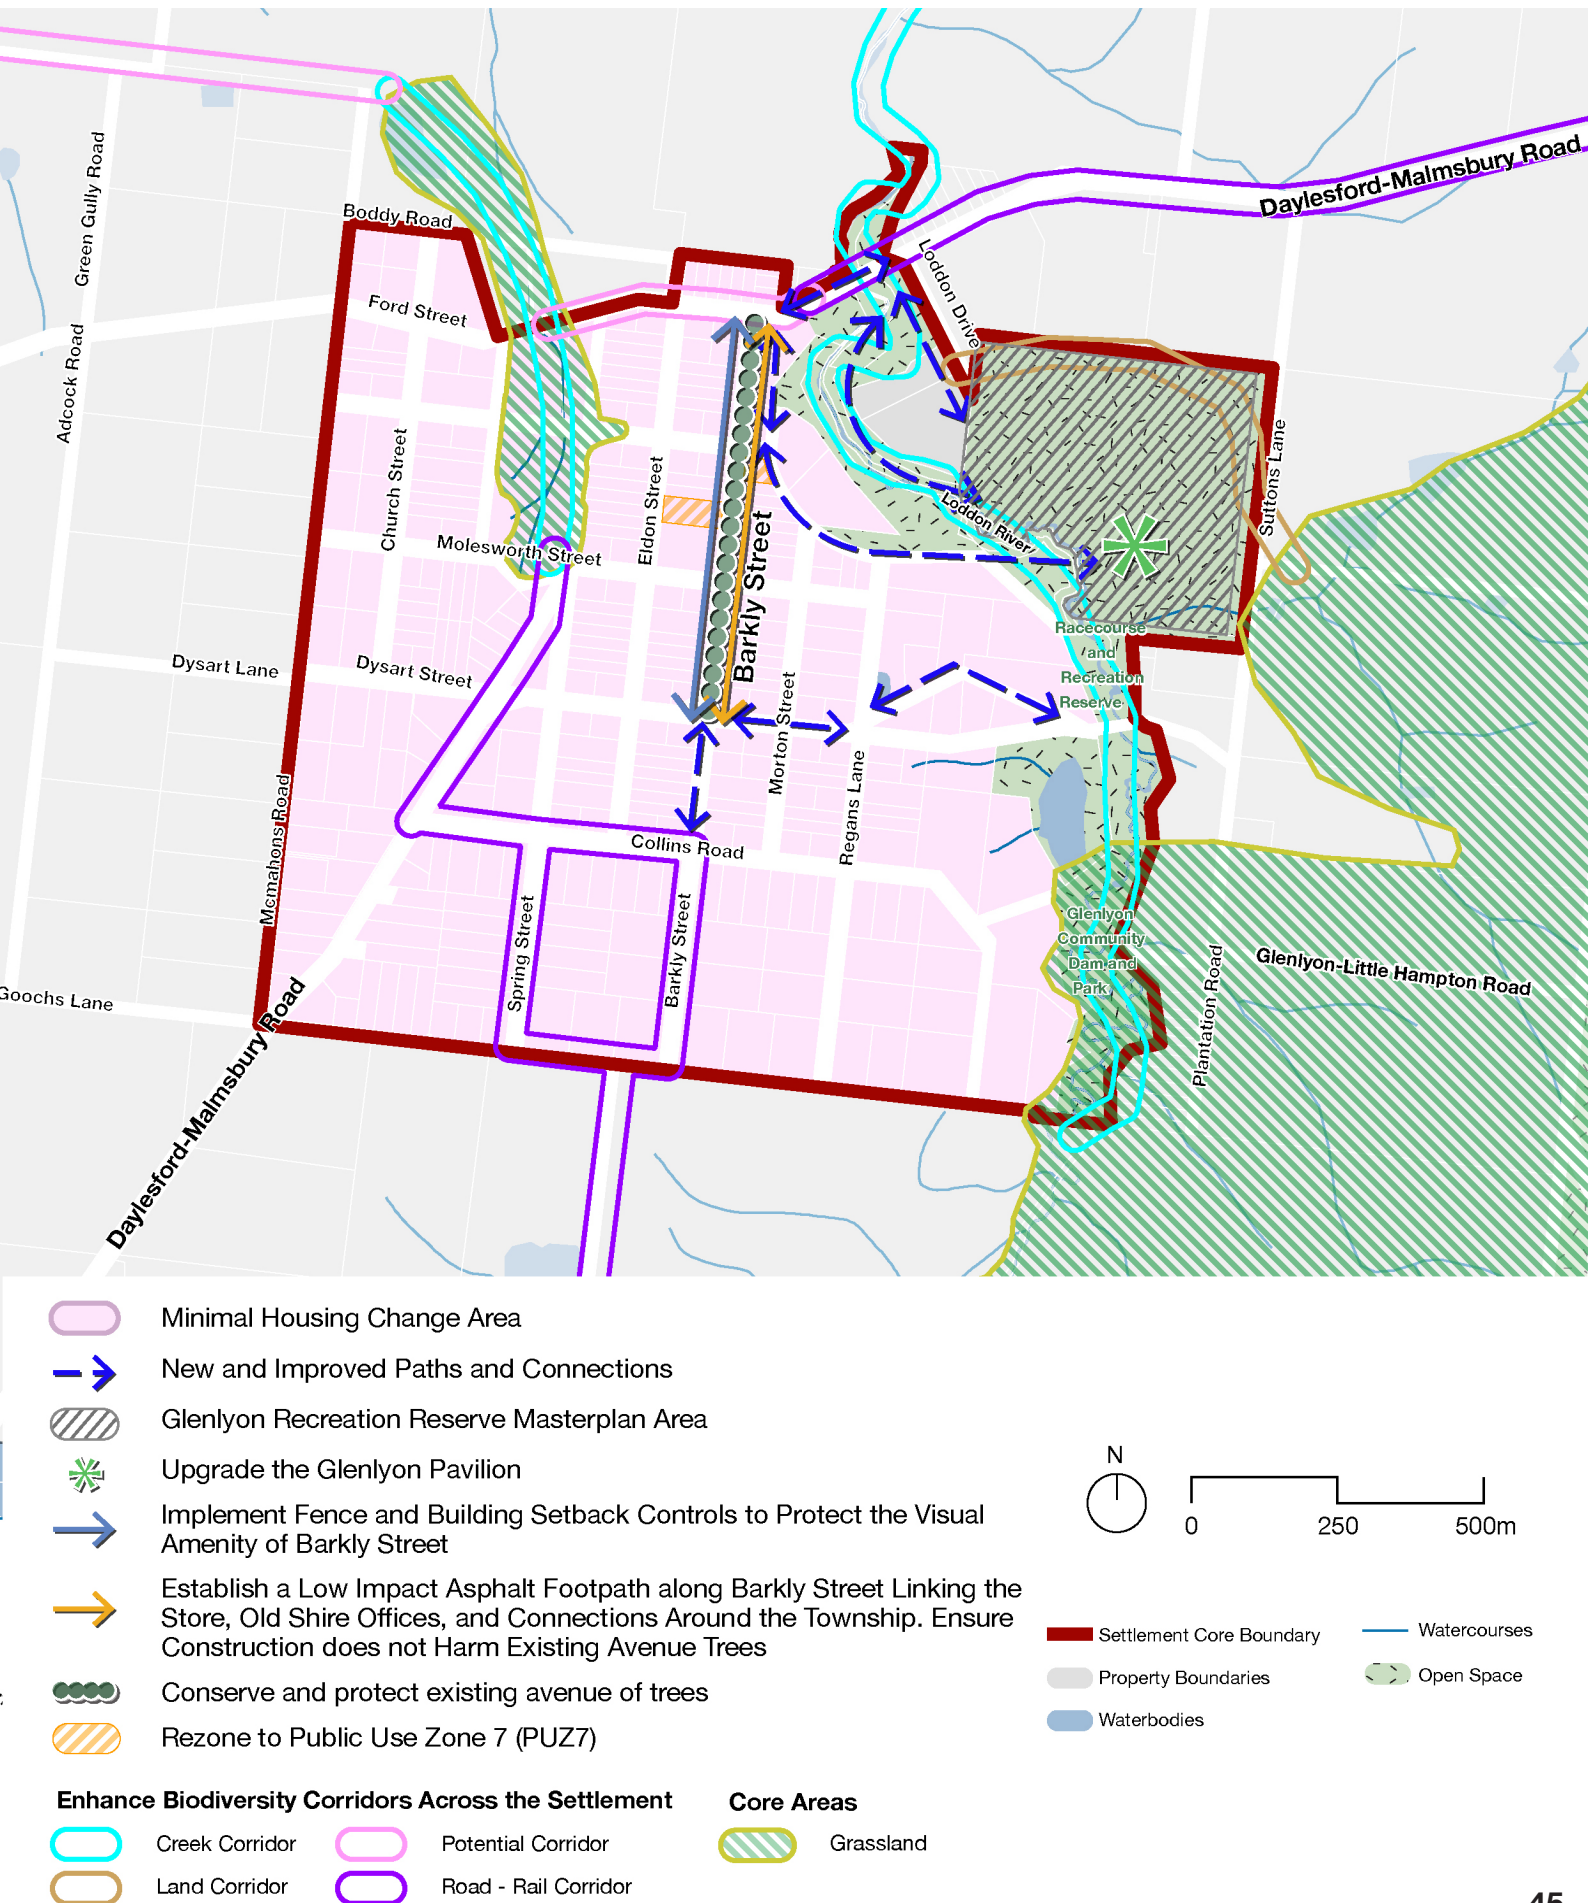 Daylesford-Malmsbury Road
Green Gully Road
Boddy Road
Loddon Drive
Ford Street
Adcock Road
Church Street
Eldon Street
Suttons Lane
Loddon River
Molesworth Street
Barkly Street
Racecourse
and
Recreation
Reserve
Dysart Lane
Dysart Street
Morton Street
Regans Lane
Mcmahons Road
Collins Road
Spring Street
Barkly Street
Glenlyon
Community
Dam and
Park
Plantation Road
Glenlyon-Little Hampton Road
Goochs Lane
Daylesford-Malmsbury Road
Minimal Housing Change Area
New and Improved Paths and Connections
Glenlyon Recreation Reserve Masterplan Area
Upgrade the Glenlyon Pavilion
Implement Fence and Building Setback Controls to Protect the Visual
Amenity of Barkly Street
Establish a Low Impact Asphalt Footpath along Barkly Street Linking the
Store, Old Shire Offices, and Connections Around the Township. Ensure
Construction does not Harm Existing Avenue Trees
Conserve and protect existing avenue of trees
Rezone to Public Use Zone 7 (PUZ7)
N
0 250 500m
Settlement Core Boundary
Watercourses
Property Boundaries
Open Space
Waterbodies
Enhance Biodiversity Corridors Across the Settlement
Core Areas
Creek Corridor
Potential Corridor
Grassland
Land Corridor
Road - Rail Corridor
45